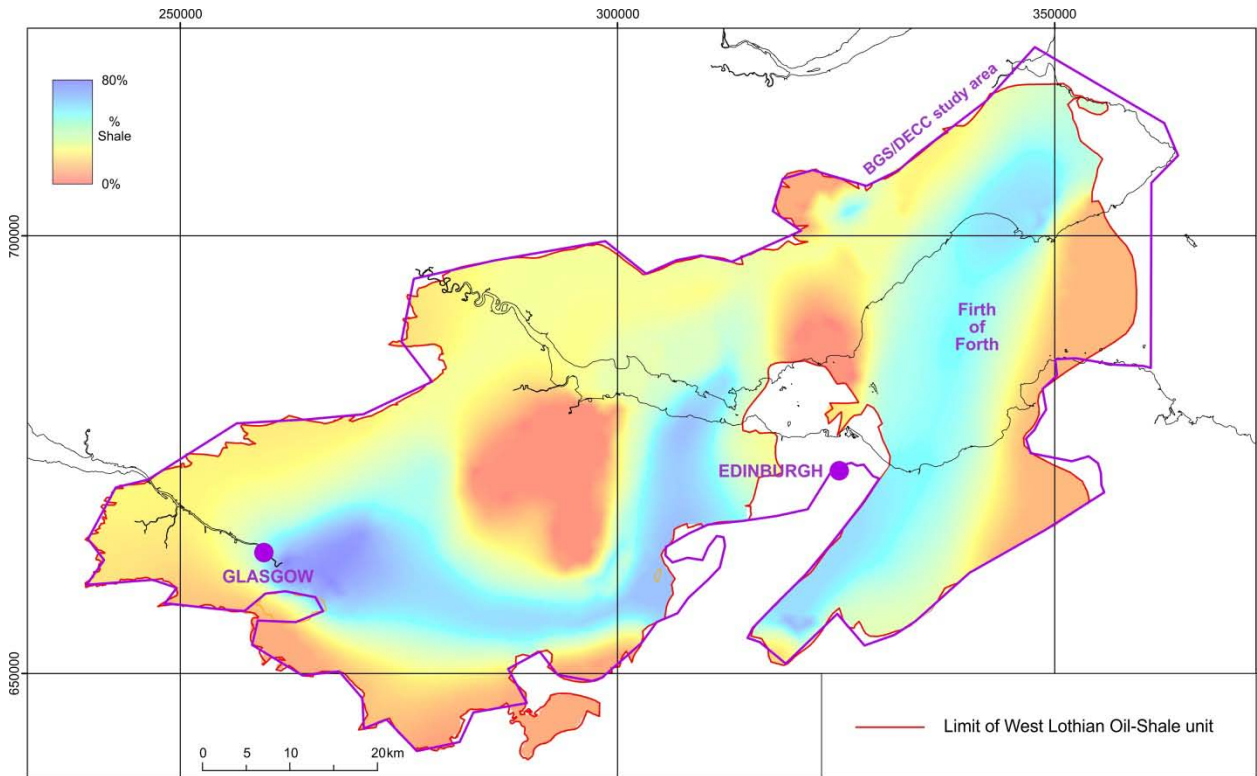 250000
300000
350000
80%
%
Shale
0%
BGS/DECC study area
700000
Firth
of
Forth
EDINBURGH
GLASGOW
650000
0 5 10 20km
Limit of West Lothian Oil-Shale unit